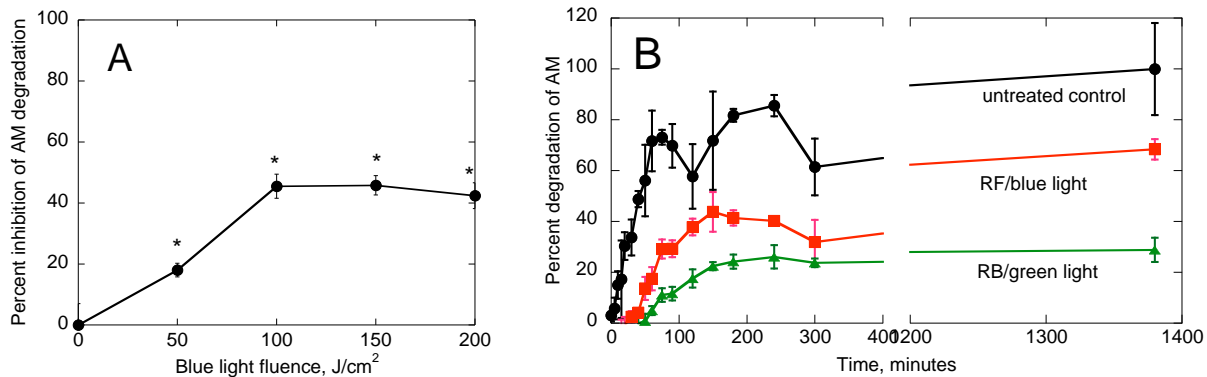 A
Percent inhibition of AM degradation
100
80
60
40
20
0
*
*
*
*
0 50 100 150 200
Blue light fluence, J/cm2
B
Percent degradation of AM
120
100
80
60
40
20
0
untreated control
RF/blue light
RB/green light
0 100 200 300 400 1200 1300 1400
Time, minutes